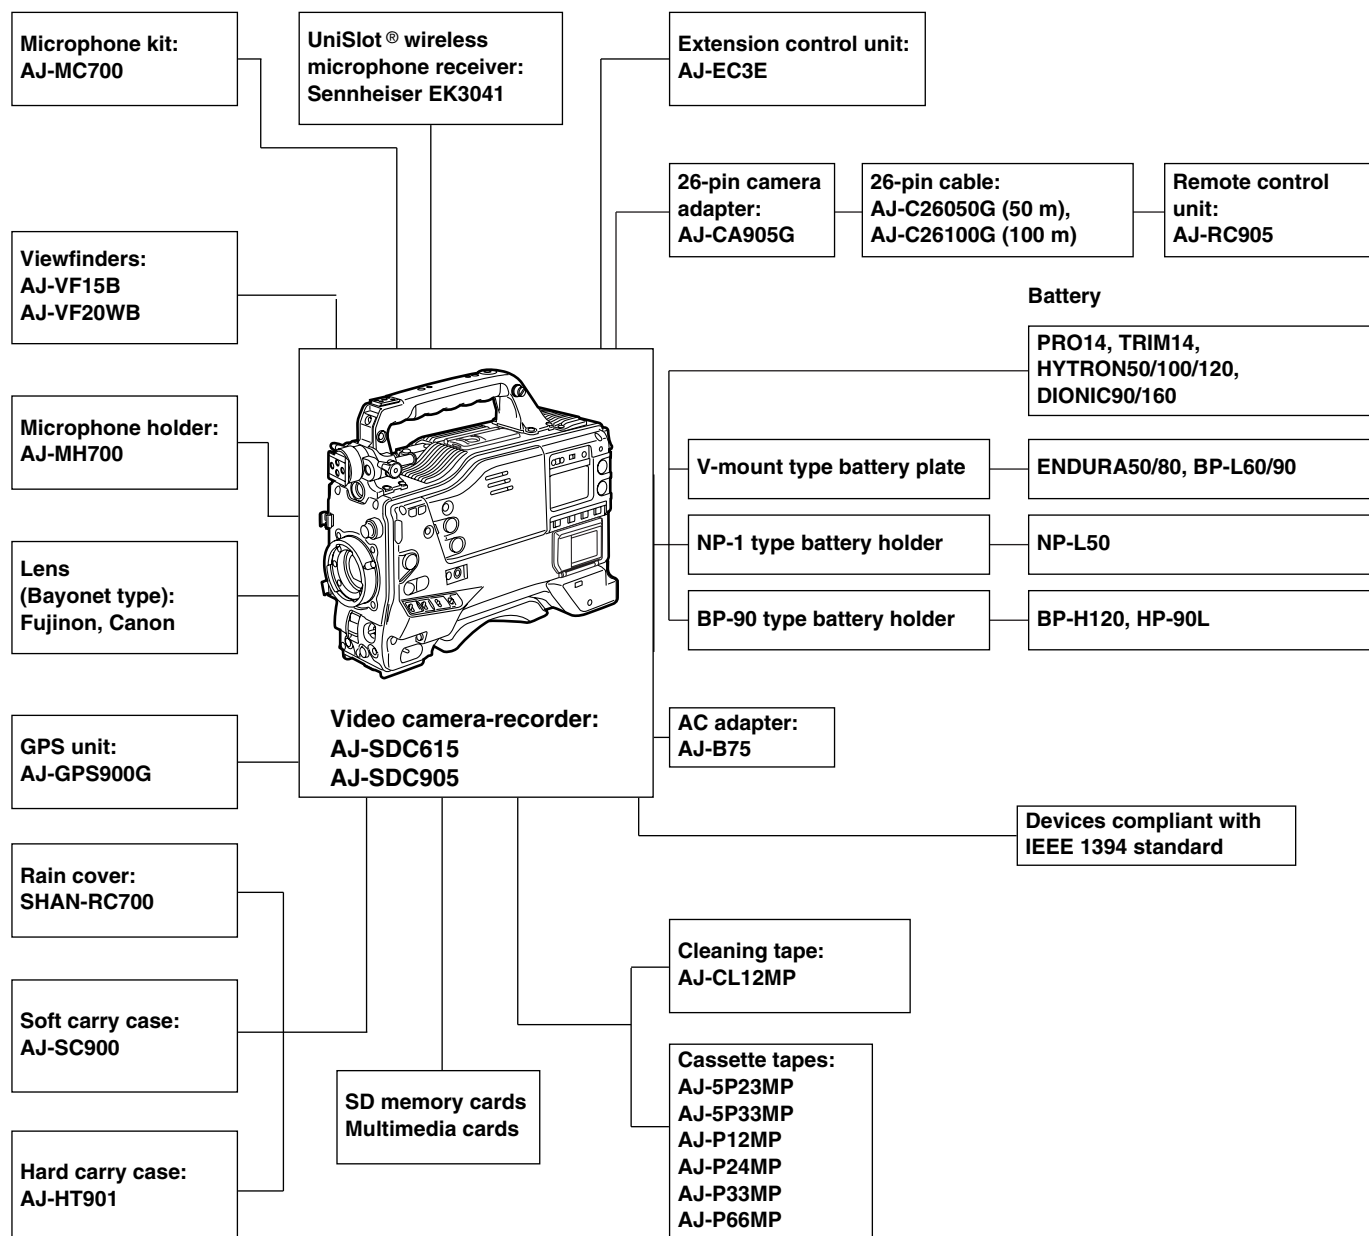 Microphone kit:
AJ-MC700
UniSlot ® wireless
microphone receiver:
Sennheiser EK3041
Extension control unit:
AJ-EC3E
26-pin camera
adapter:
AJ-CA905G
26-pin cable:
AJ-C26050G (50 m),
AJ-C26100G (100 m)
Remote control
unit:
AJ-RC905
Viewfinders:
AJ-VF15B
AJ-VF20WB
Battery
PRO14, TRIM14,
HYTRON50/100/120,
DIONIC90/160
Microphone holder:
AJ-MH700
V-mount type battery plate
ENDURA50/80, BP-L60/90
NP-1 type battery holder
NP-L50
Lens
(Bayonet type):
Fujinon, Canon
BP-90 type battery holder
BP-H120, HP-90L
Video camera-recorder:
AJ-SDC615
AJ-SDC905
GPS unit:
AJ-GPS900G
AC adapter:
AJ-B75
Devices compliant with
IEEE 1394 standard
Rain cover:
SHAN-RC700
Cleaning tape:
AJ-CL12MP
Soft carry case:
AJ-SC900
SD memory cards
Multimedia cards
Cassette tapes:
AJ-5P23MP
AJ-5P33MP
AJ-P12MP
AJ-P24MP
AJ-P33MP
AJ-P66MP
Hard carry case:
AJ-HT901